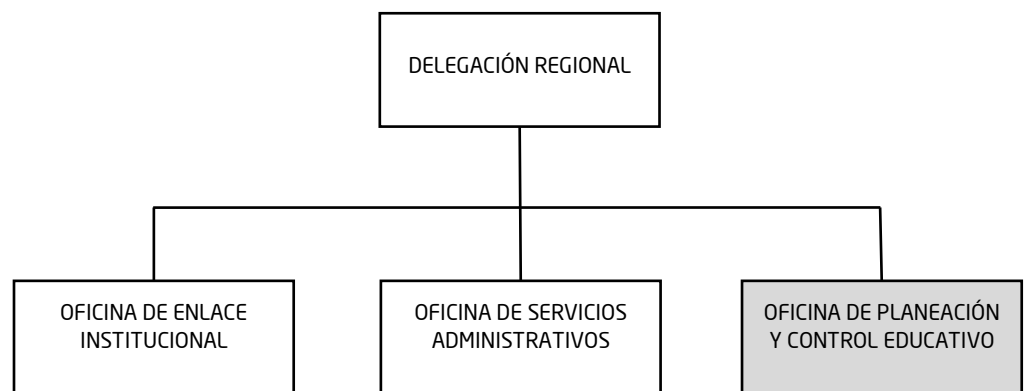 DELEGACIÓN REGIONAL
OFICINA DE ENLACE
INSTITUCIONAL
OFICINA DE SERVICIOS
ADMINISTRATIVOS
OFICINA DE PLANEACIÓN
Y CONTROL EDUCATIVO